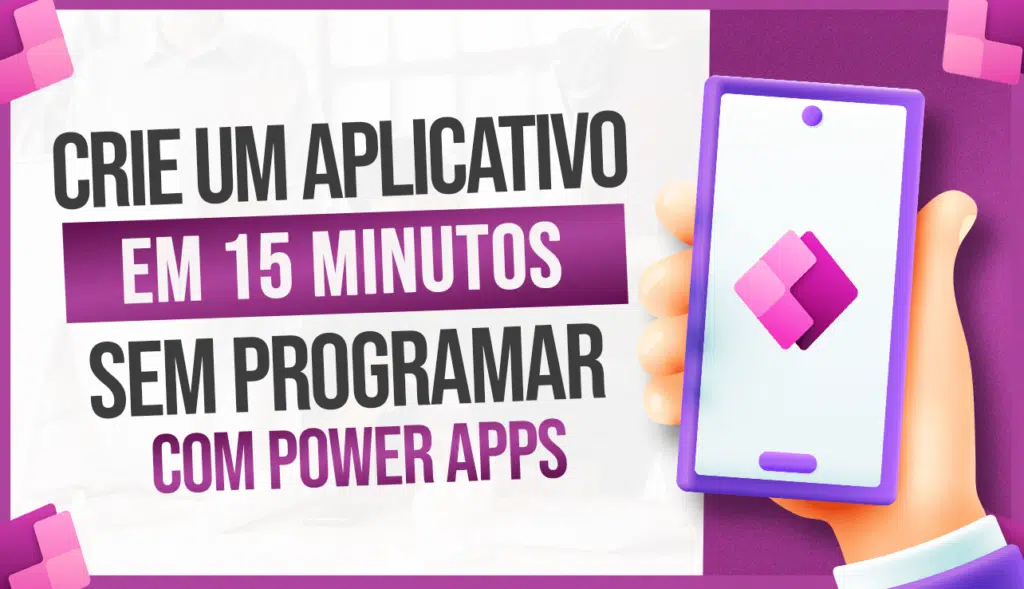 CRIE UM APLICATIVO
EM 15 MINUTOS
SEM PROGRAMAR
COM POWER APPS